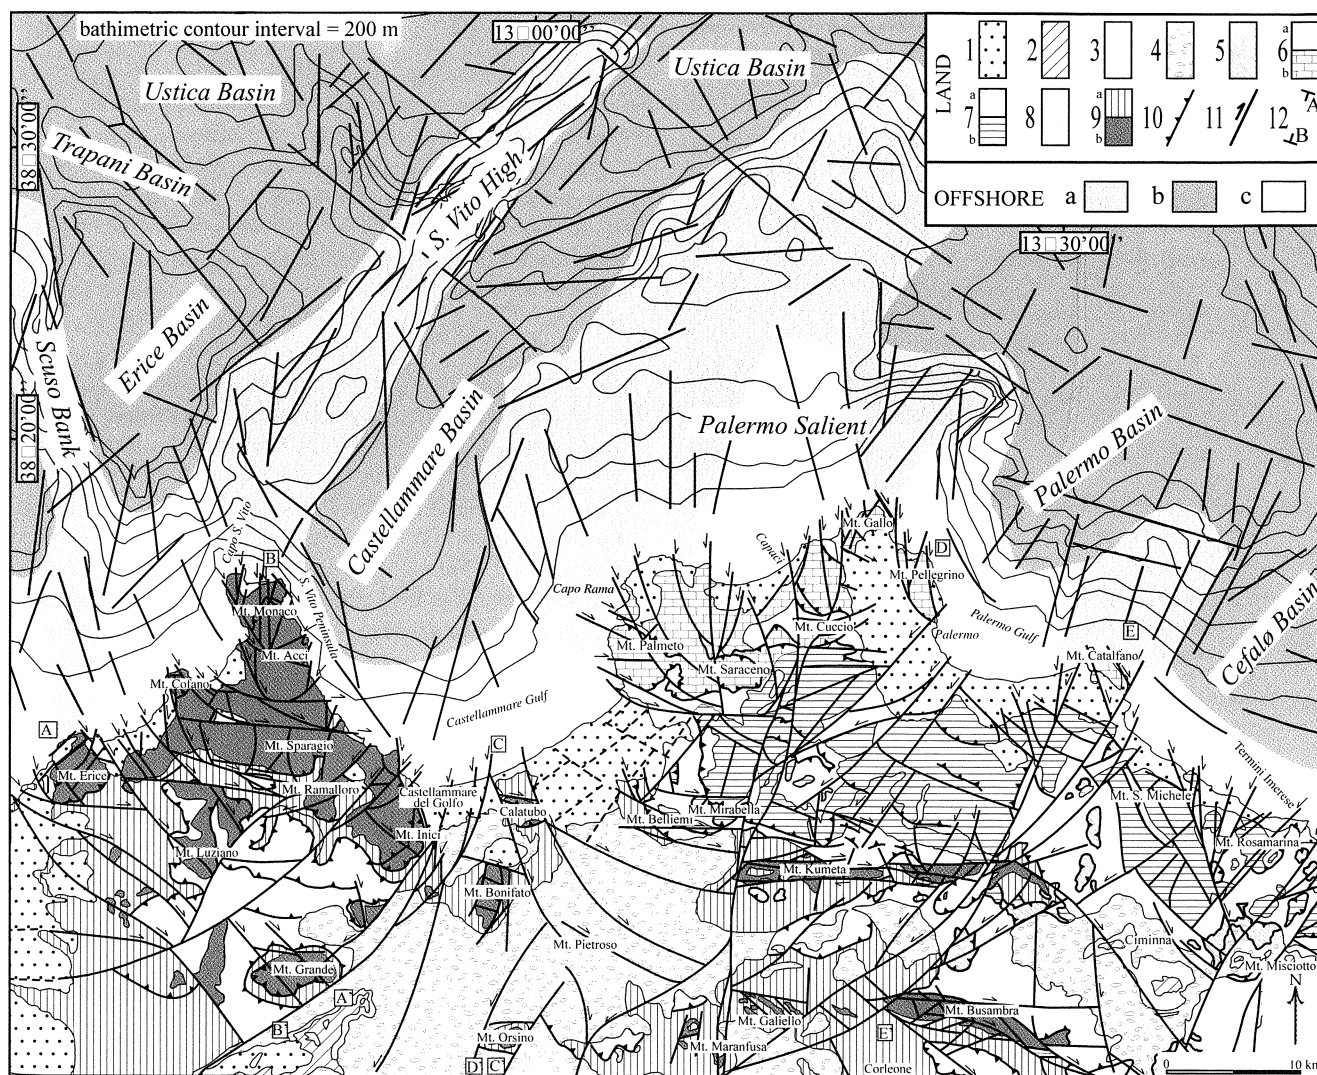 bathimetric contour interval = 200 m
13□00'00''
Ustica Basin
Ustica Basin
Trapani Basin
38□30'00''
S. Vito High
LAND
1
2
3
4
5
a
6
b
a
7
b
8
a
9
b
10
11
12
A
B
OFFSHORE
a
b
c
13□30'00''
Erice Basin
Scuso Bank
38□20'00''
Castellammare Basin
Palermo Salient
Palermo Basin
Cefalø Basin
Capo S. Vito
B
S. Vito Peninsula
Mt. Monaco
Mt. Acci
Mt. Cofano
A
Mt. Sparagio
Mt. Erice
Mt. Ramalloro
Castellammare Gulf
C
Castellammare
del Golfo
Calatubo
Mt. Inici
Mt. Luziano
Mt. Bonifato
Mt. Pietroso
Mt. Grande
A'
B'
Mt. Orsino
D'
C'
Capo Rama
Capaci
Mt. Gallo
D
Mt. Pellegrino
Mt. Cuccio
Palermo
Palermo Gulf
E
Mt. Palmeto
Mt. Saraceno
Mt. Catalfano
Termini Imerese
Mt. S. Michele
Mt. Mirabella
Mt. Belliemi
Mt. Rosamarina
Mt. Kumeta
Ciminna
Mt. Misciotto
N
Mt. Galiello
Mt. Busambra
E'
Mt. Maranfusa
Corleone
0
10 km